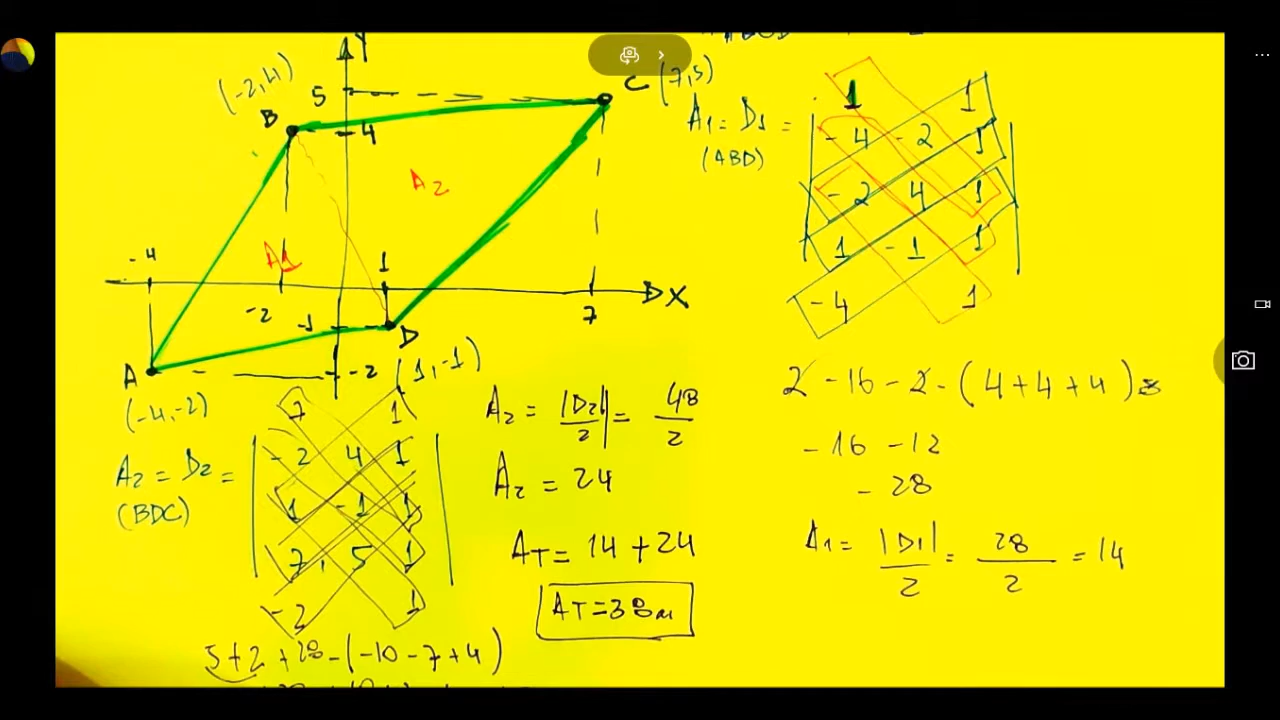 Y
(-2,4)
5
C (7,5)
B
4
A2
-4
A1
1
-2
-1
7
X
D
A
-2
(1,-1)
(-4,-2)
A1 = D1 =
(ABD)
1 1
-4 -2 1
-2 4 1
1 -1 1
-4 1
2 -16 -2 -(4+4+4)
-16 -12
-28
A1 = |D1| / 2 = 28 / 2 = 14
A2 = D2 =
(BDC)
7 1
-2 4 1
1 -1 1
7 5 1
-2 1
5+2+28-(-10-7+4)
A2 = |D2| / 2 = 48 / 2
A2 = 24
AT = 14 + 24
AT = 38